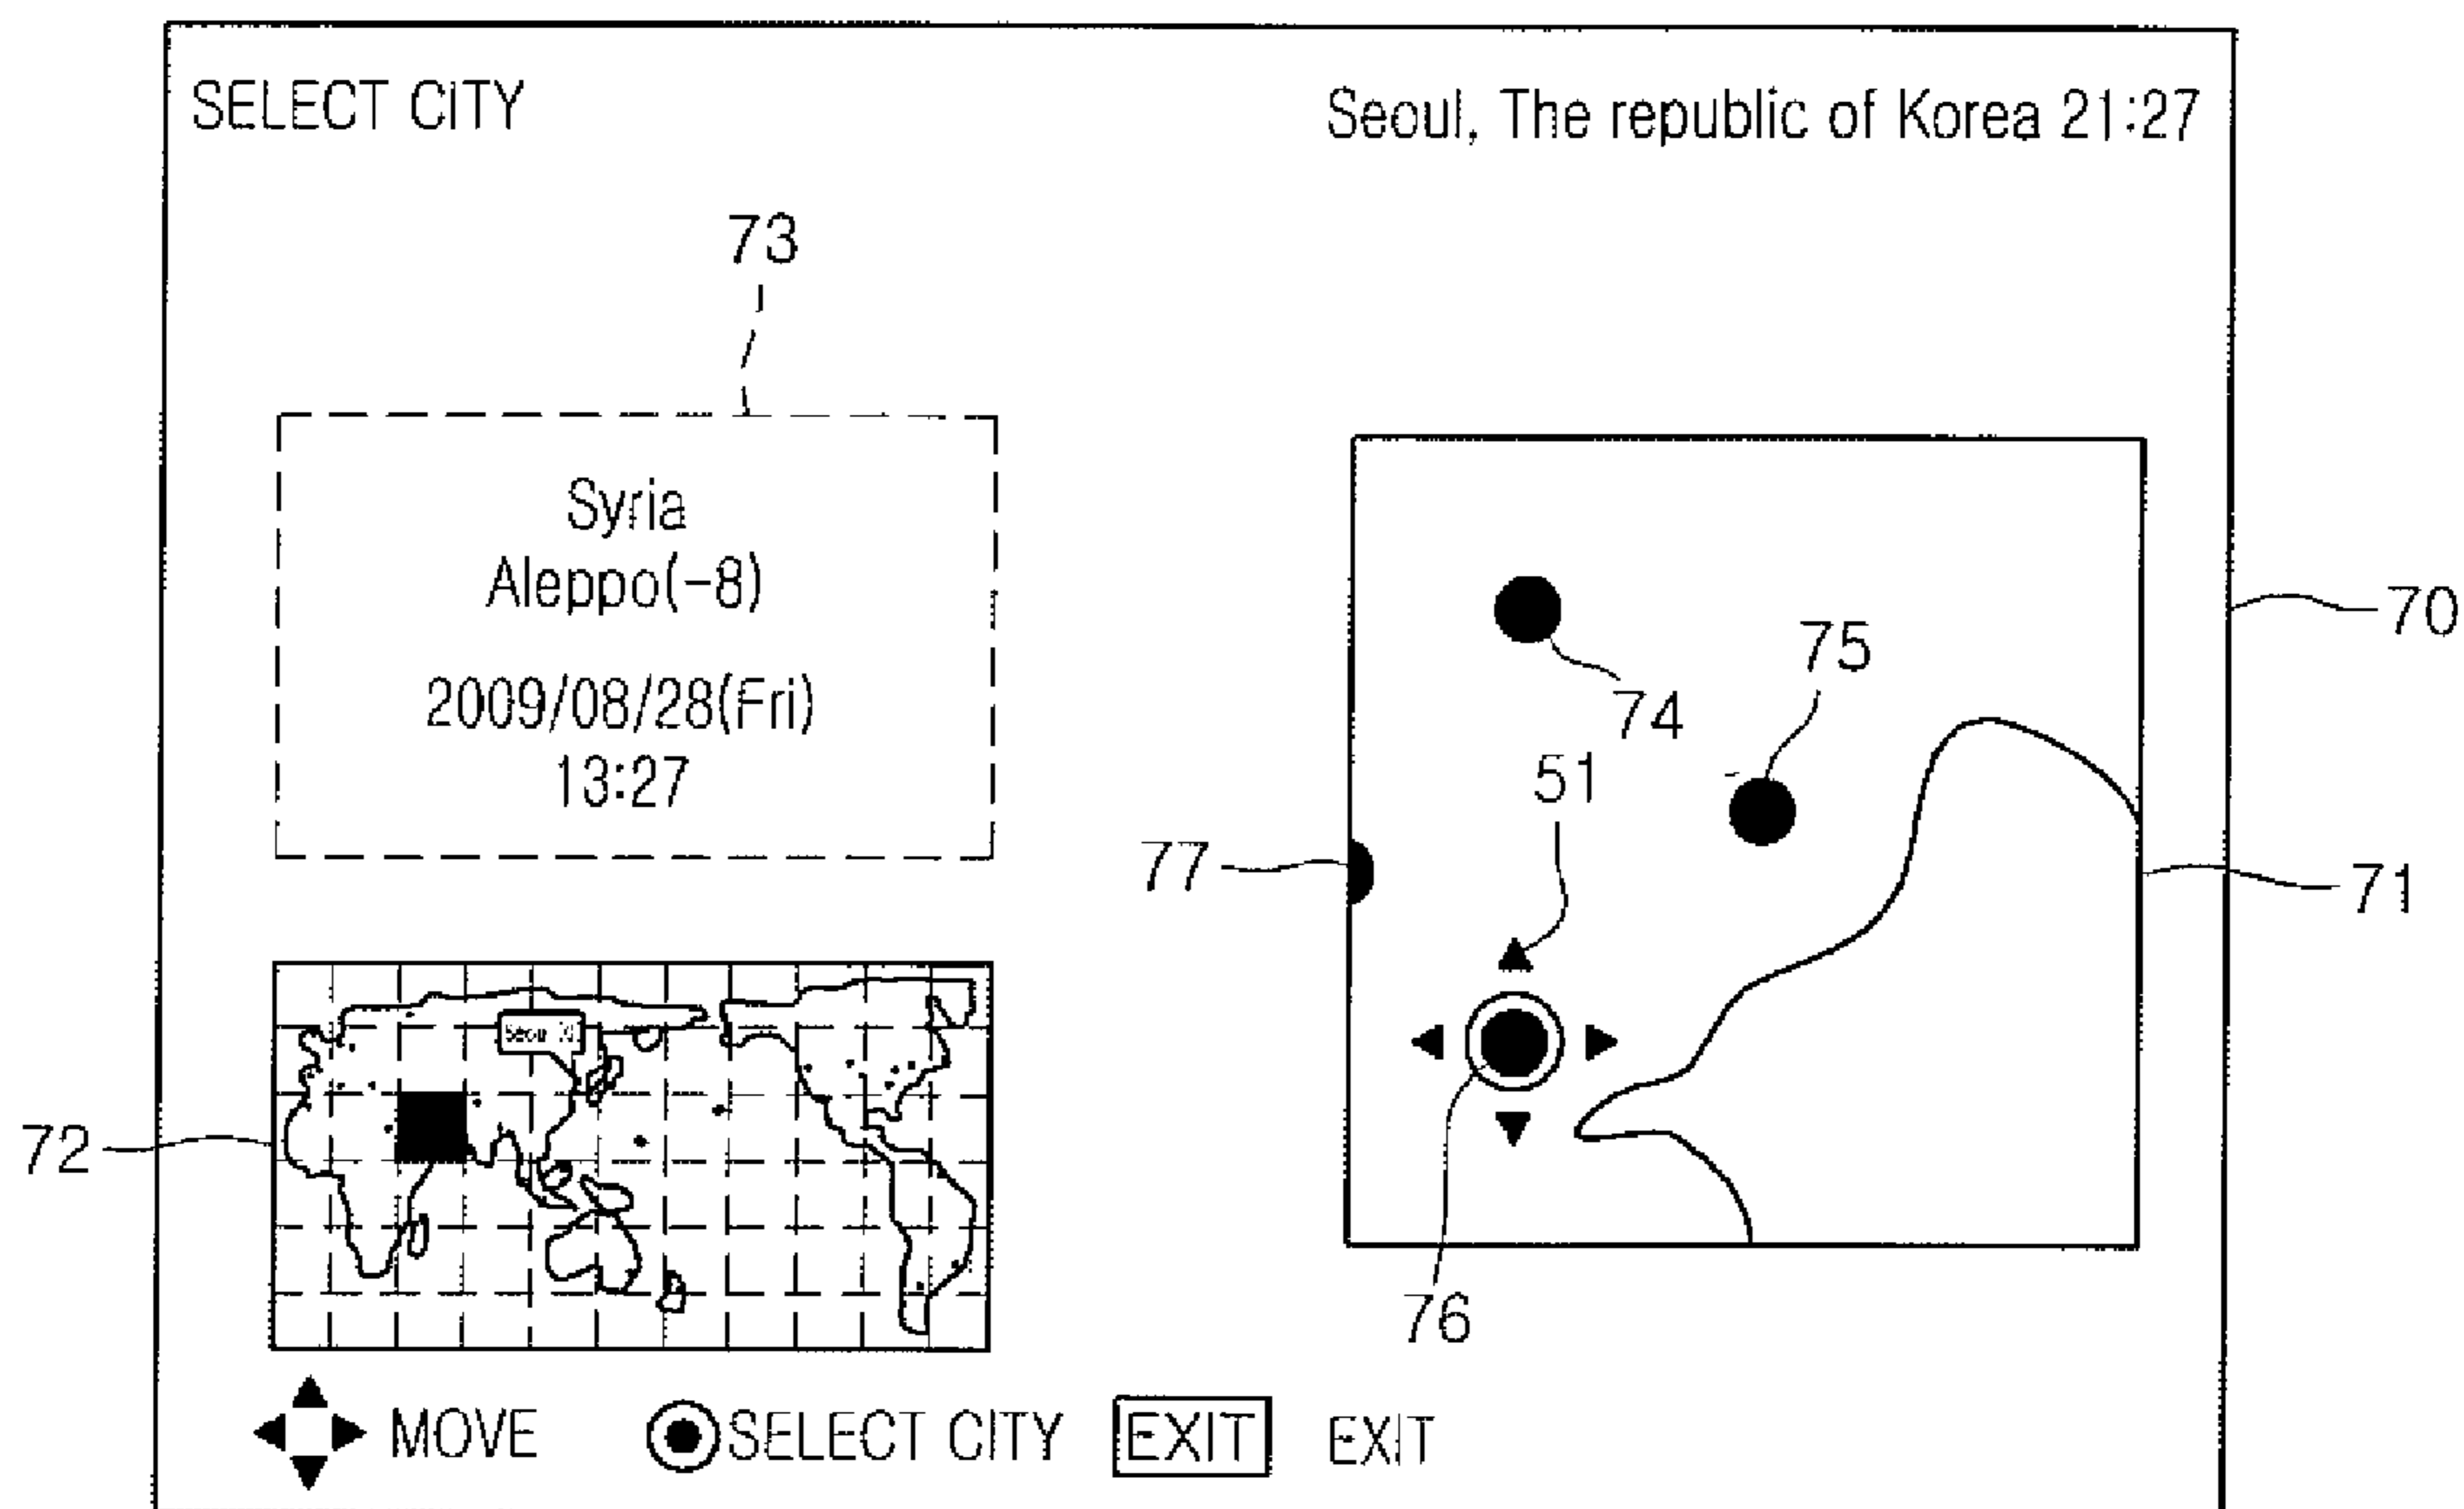 SELECT CITY
Seoul, The republic of Korea 21:27
73
Syria
Aleppo(-8)
2009/08/28(Fri)
13:27
70
75
74
51
77
71
72
76
MOVE
SELECT CITY
EXIT
EXIT